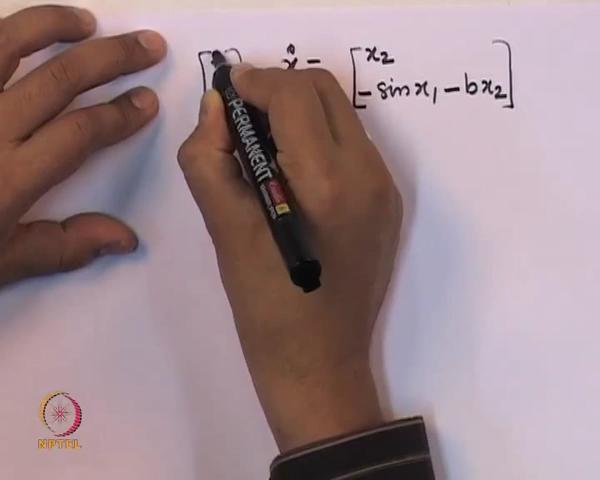 ẋ = [ x₂
- sin x₁ - bx₂ ]
PERMANENT
NPTEL